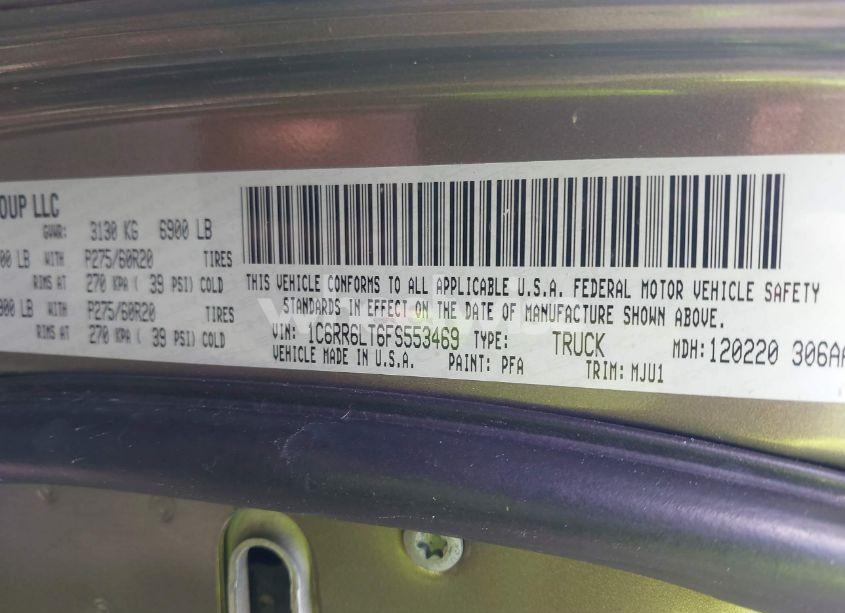 OUP LLC
GVWR: 3130 KG 6900 LB
00 LB WITH P275/60R20 TIRES
RIMS AT 270 KPA ( 39 PSI) COLD
900 LB WITH P275/60R20 TIRES
RIMS AT 270 KPA ( 39 PSI) COLD
THIS VEHICLE CONFORMS TO ALL APPLICABLE U.S.A. FEDERAL MOTOR VEHICLE SAFETY
STANDARDS IN EFFECT ON THE DATE OF MANUFACTURE SHOWN ABOVE.
VIN: 1C6RR6LT6FS553469 TYPE: TRUCK MDH:120220 306AA
VEHICLE MADE IN U.S.A. PAINT: PFA TRIM: MJU1